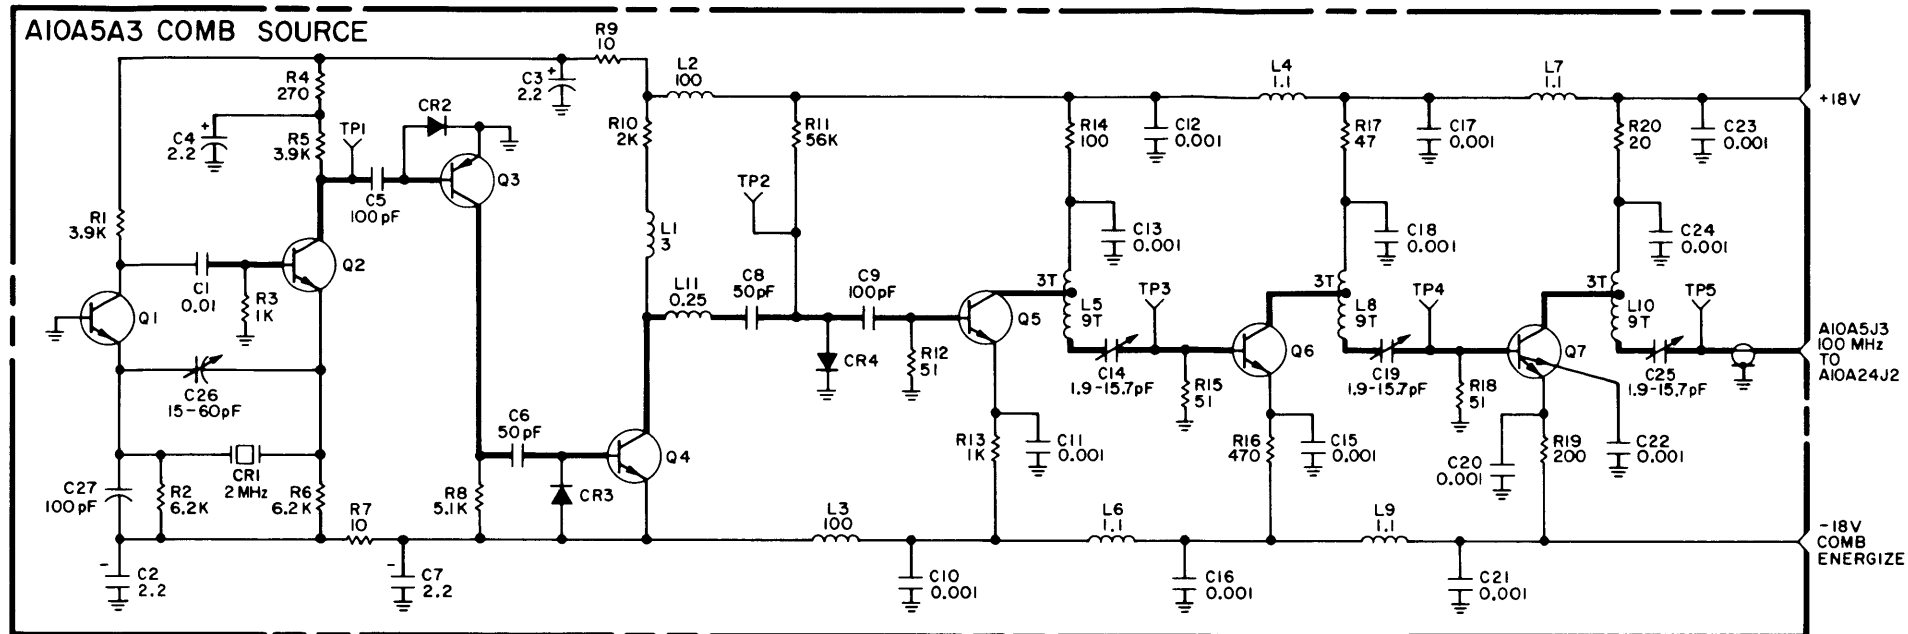 A10A5A3 COMB SOURCE
R9
10
L2
100
L4
1.1
L7
1.1
R4
270
C3
+
2.2
CR2
+18V
C4
+
2.2
R5
3.9K
TP1
R10
2K
R11
56K
R14
100
C12
0.001
R17
47
C17
0.001
R20
20
C23
0.001
Q3
TP2
C5
100pF
R1
3.9K
L1
3
C13
0.001
C18
0.001
C24
0.001
Q2
C1
0.01
R3
1K
L11
0.25
C8
50pF
C9
100pF
3T
L5
9T
TP3
3T
L8
9T
TP4
3T
L10
9T
TP5
Q1
Q5
Q6
Q7
CR4
R12
51
C14
1.9-15.7pF
R15
51
C19
1.9-15.7pF
R18
51
C25
1.9-15.7pF
A10A5J3
100 MHz
TO
A10A24J2
C26
15-60pF
C6
50pF
Q4
R13
1K
C11
0.001
R16
470
C15
0.001
C20
0.001
R19
200
C22
0.001
C27
100pF
R2
6.2K
CR1
2MHz
R6
6.2K
R7
10
R8
5.1K
CR3
L3
100
L6
1.1
L9
1.1
-18V
COMB
ENERGIZE
-
C2
2.2
-
C7
2.2
C10
0.001
C16
0.001
C21
0.001